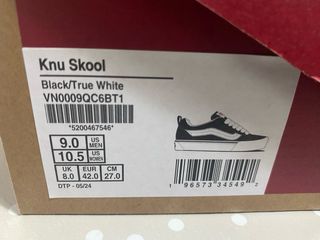 Knu Skool
Black/True White
VN0009QC6BT1
*5200467546*
9.0 US MEN
10.5 US WOMEN
UK EUR CM
8.0 42.0 27.0
DTP - 05/24
1 96573 34549 2